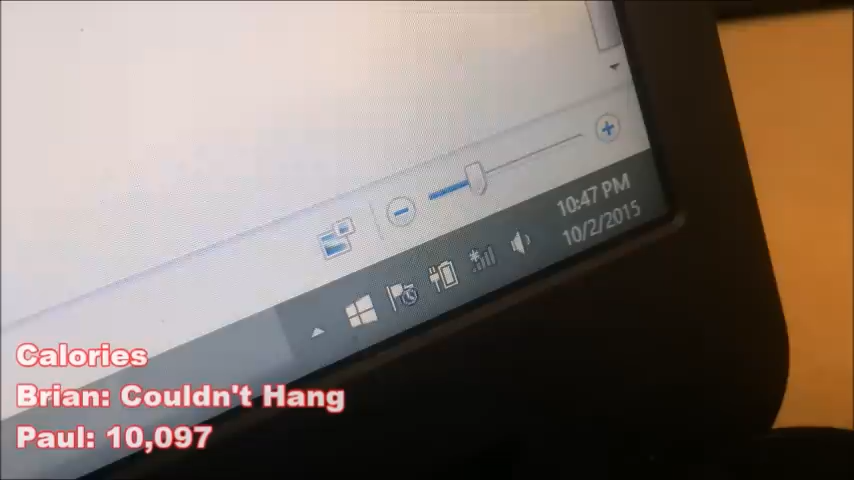 10:47 PM
10/2/2015
Calories
Brian: Couldn't Hang
Paul: 10,097